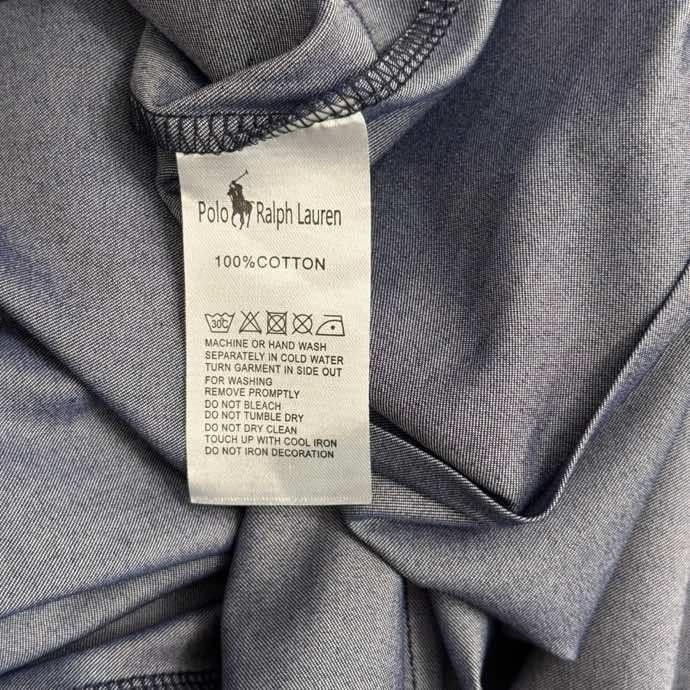 Polo Ralph Lauren
100%COTTON
30C
MACHINE OR HAND WASH
SEPARATELY IN COLD WATER
TURN GARMENT IN SIDE OUT
FOR WASHING
REMOVE PROMPTLY
DO NOT BLEACH
DO NOT TUMBLE DRY
DO NOT DRY CLEAN
TOUCH UP WITH COOL IRON
DO NOT IRON DECORATION